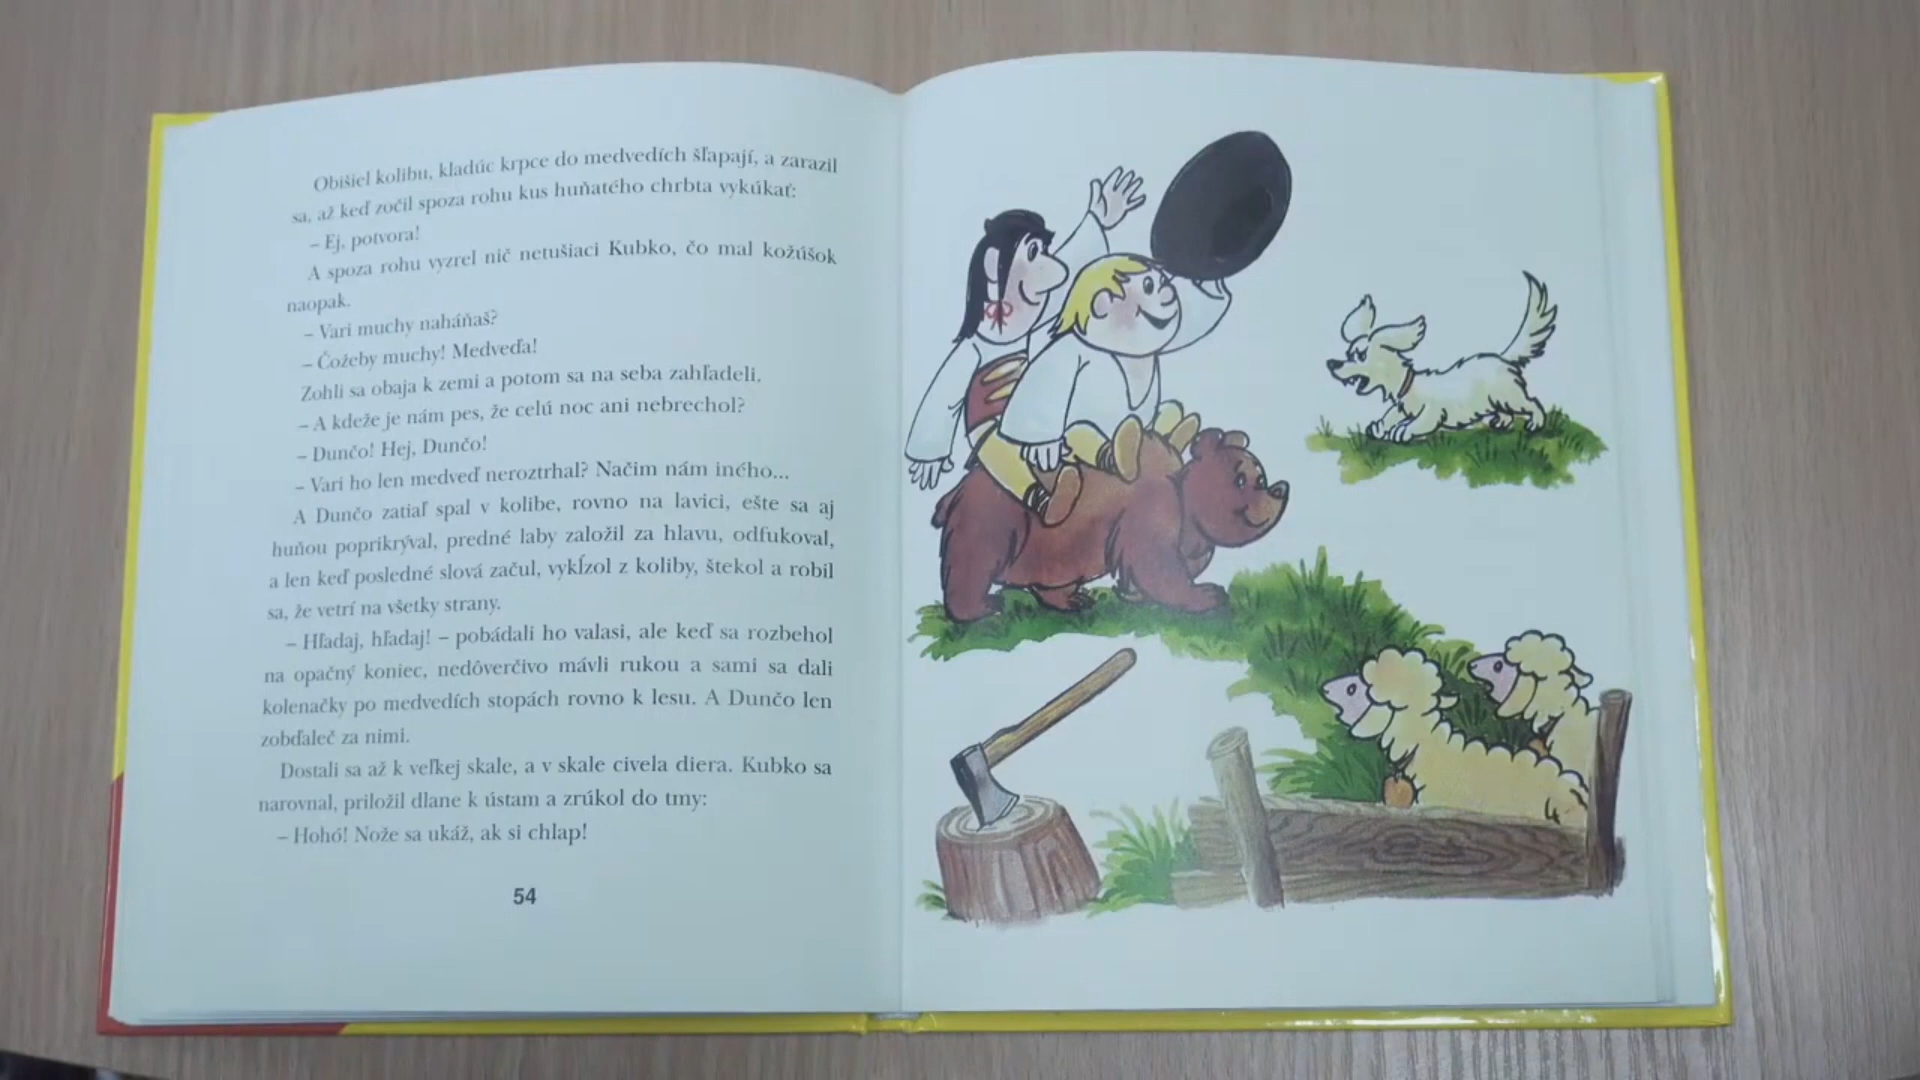 Obišiel kolibu, kladúc krpce do medvedích šľapají, a zarazil
sa, až keď zočil spoza rohu kus huňatého chrbta vykúkať:
– Ej, potvora!
A spoza rohu vyzrel nič netušiaci Kubko, čo mal kožúšok
naopak.
– Vari muchy naháňaš?
– Čožeby muchy! Medveďa!
Zohli sa obaja k zemi a potom sa na seba zahľadeli.
– A kdeže je nám pes, že celú noc ani nebrechol?
– Dunčo! Hej, Dunčo!
– Vari ho len medveď neroztrhal? Načim nám iného...
A Dunčo zatiaľ spal v kolibe, rovno na lavici, ešte sa aj
huňou poprikrýval, predné laby založil za hlavu, odfukoval,
a len keď posledné slová začul, vykĺzol z koliby, štekol a robil
sa, že vetrí na všetky strany.
– Hľadaj, hľadaj! – pobádali ho valasi, ale keď sa rozbehol
na opačný koniec, nedôverčivo mávli rukou a sami sa dali
kolenačky po medvedích stopách rovno k lesu. A Dunčo len
zobďaleč za nimi.
Dostali sa až k veľkej skale, a v skale civela diera. Kubko sa
narovnal, priložil dlane k ústam a zrúkol do tmy:
– Hohó! Nože sa ukáž, ak si chlap!
54